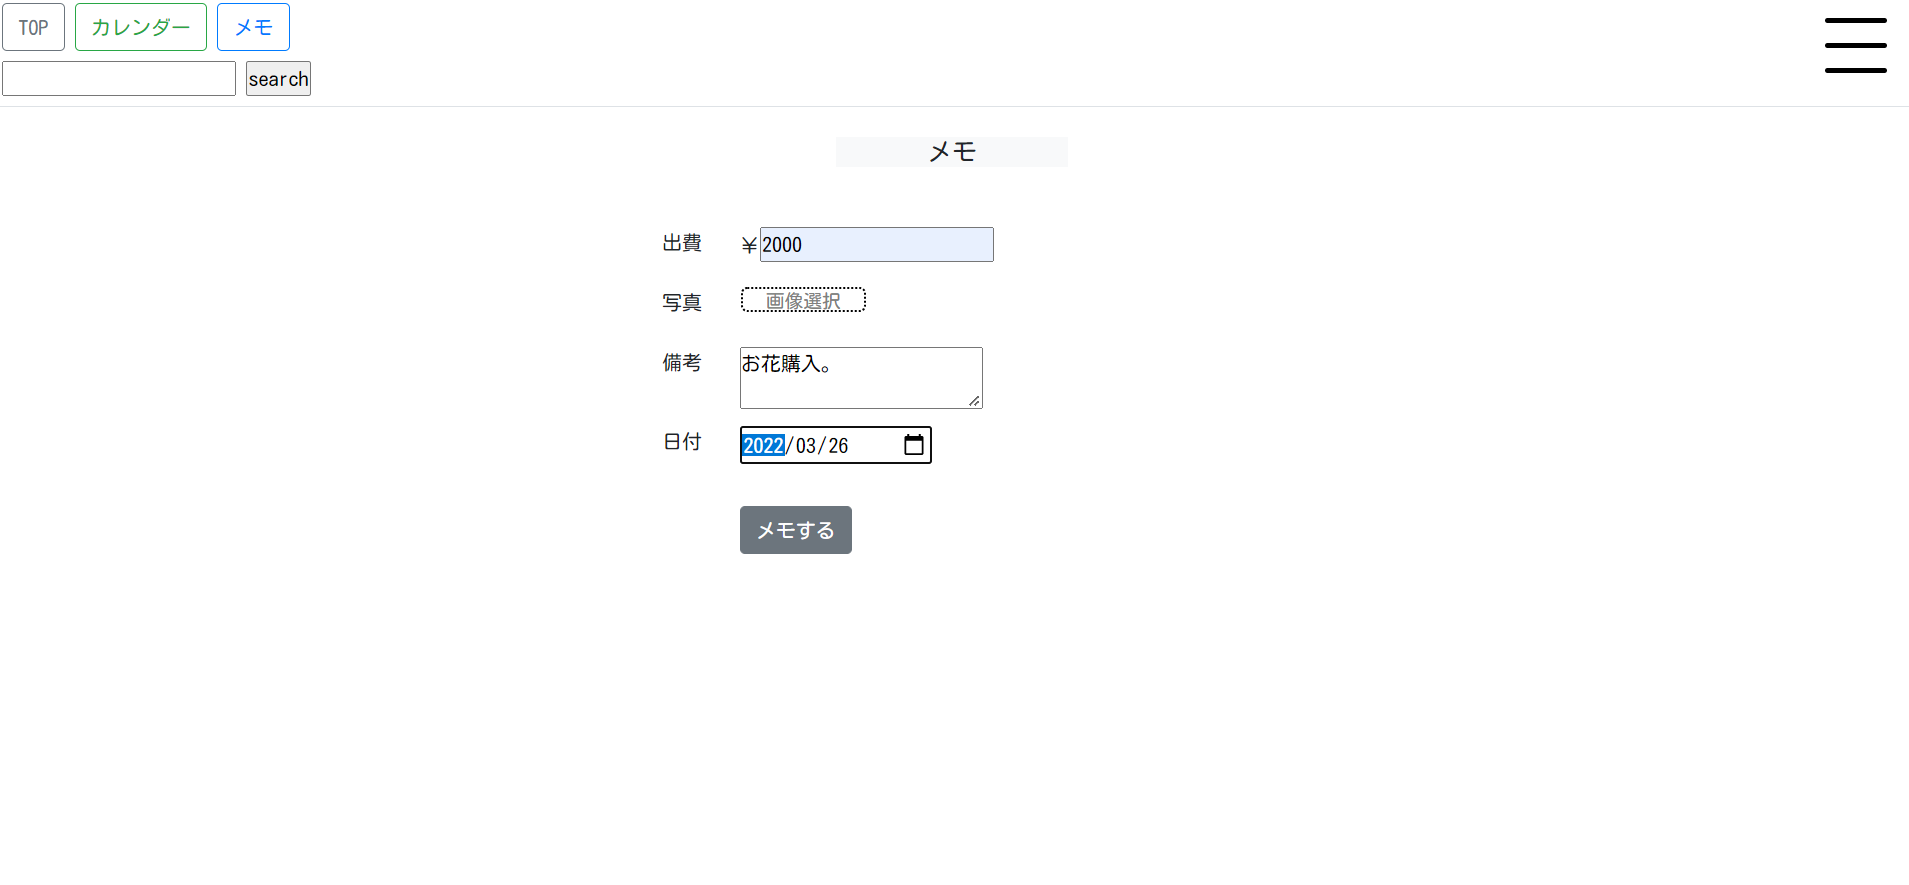 TOP カレンダー メモ
search
メモ
出費 ¥2000
写真 画像選択
備考 お花購入。
日付 2022/03/26
メモする